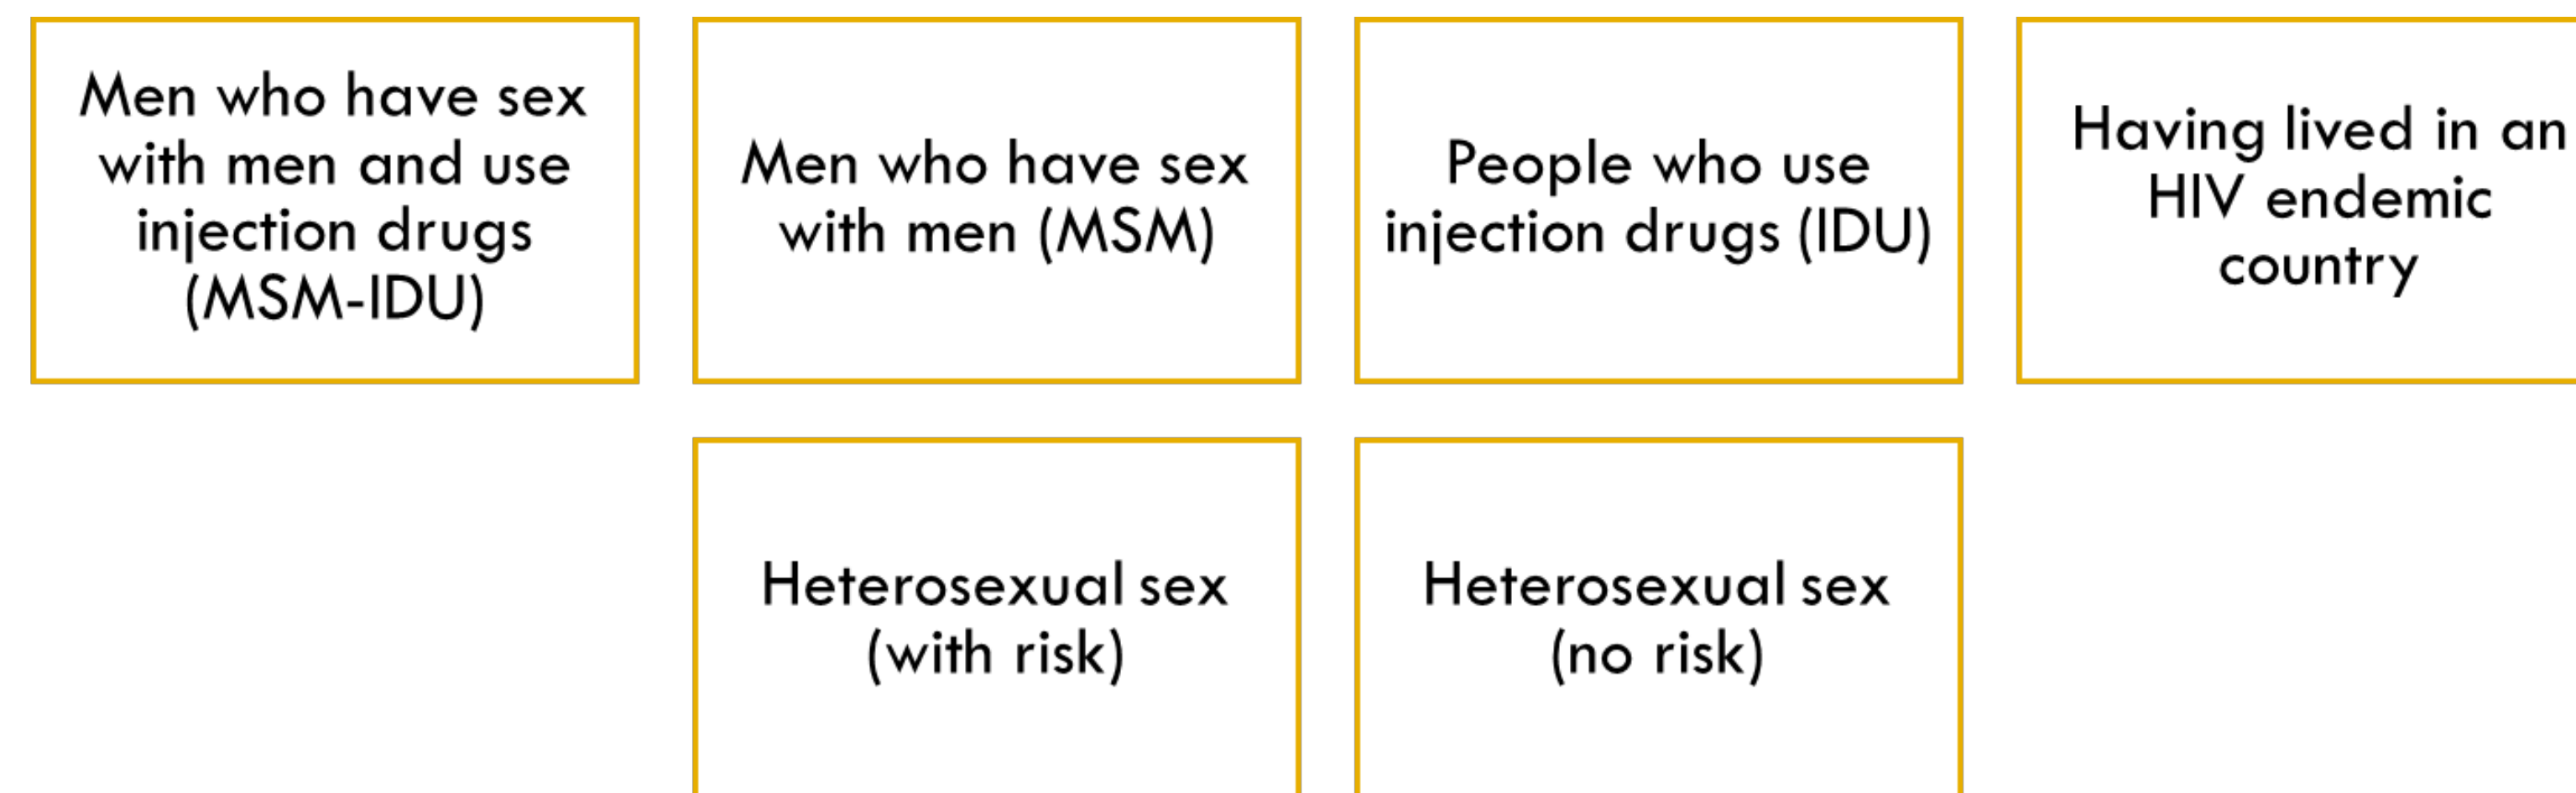 Men who have sex
with men and use
injection drugs
(MSM-IDU)
Men who have sex
with men (MSM)
People who use
injection drugs (IDU)
Having lived in an
HIV endemic
country
Heterosexual sex
(with risk)
Heterosexual sex
(no risk)